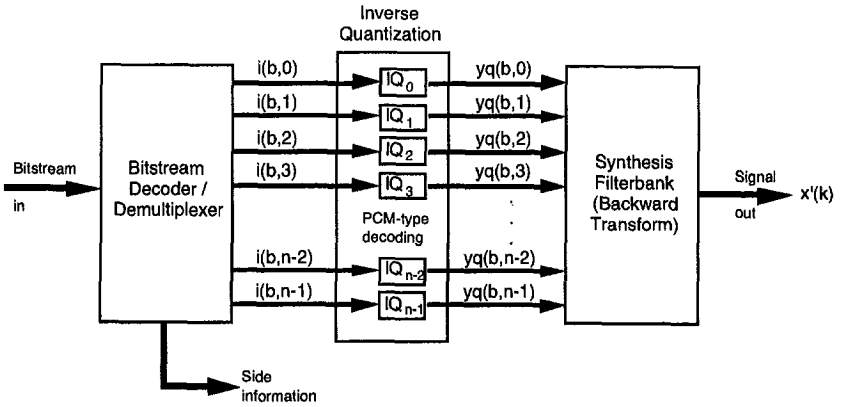 Inverse
Quantization
i(b,0)
IQ0
yq(b,0)
i(b,1)
IQ1
yq(b,1)
i(b,2)
IQ2
yq(b,2)
i(b,3)
IQ3
yq(b,3)
Bitstream
in
Bitstream
Decoder /
Demultiplexer
PCM-type
decoding
Synthesis
Filterbank
(Backward
Transform)
Signal
out
x'(k)
i(b,n-2)
IQn-2
yq(b,n-2)
i(b,n-1)
IQn-1
yq(b,n-1)
Side
information